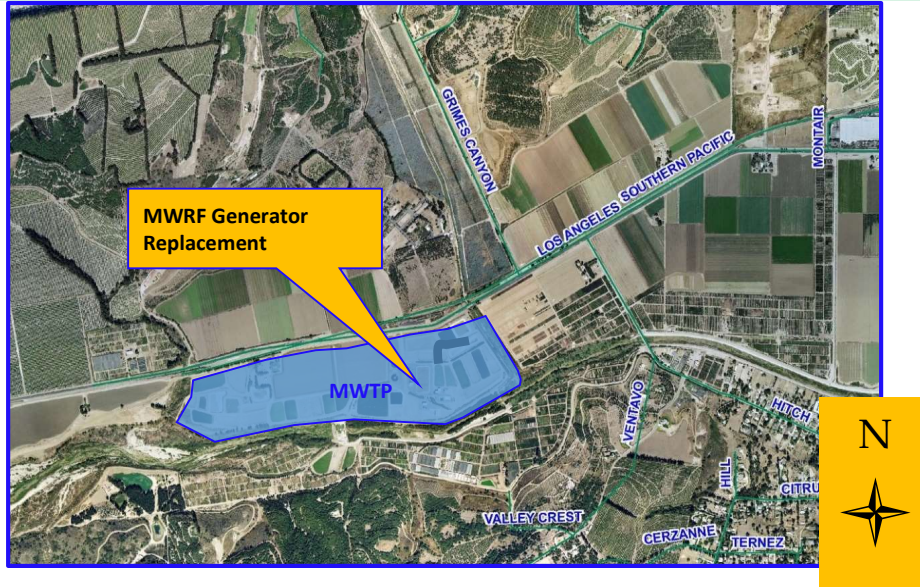 GRIMES CANYON
MONTAIR
LOS ANGELES SOUTHERN PACIFIC
MWRF Generator
Replacement
MWTP
VENTAVO
HITCH
N
HILL
CITRU
VALLEY CREST
CERZANNE
TERNEZ